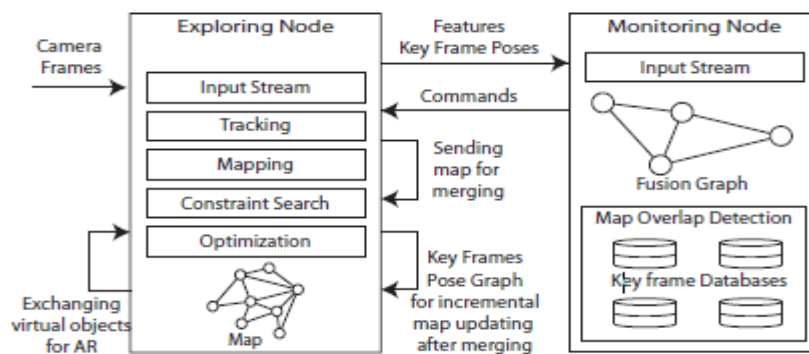 Exploring Node
Camera
Frames
Input Stream
Tracking
Mapping
Constraint Search
Optimization
Map
Exchanging
virtual objects
for AR
Features
Key Frame Poses
Commands
Sending
map for
merging
Key Frames
Pose Graph
for incremental
map updating
after merging
Monitoring Node
Input Stream
Fusion Graph
Map Overlap Detection
Key frame Databases